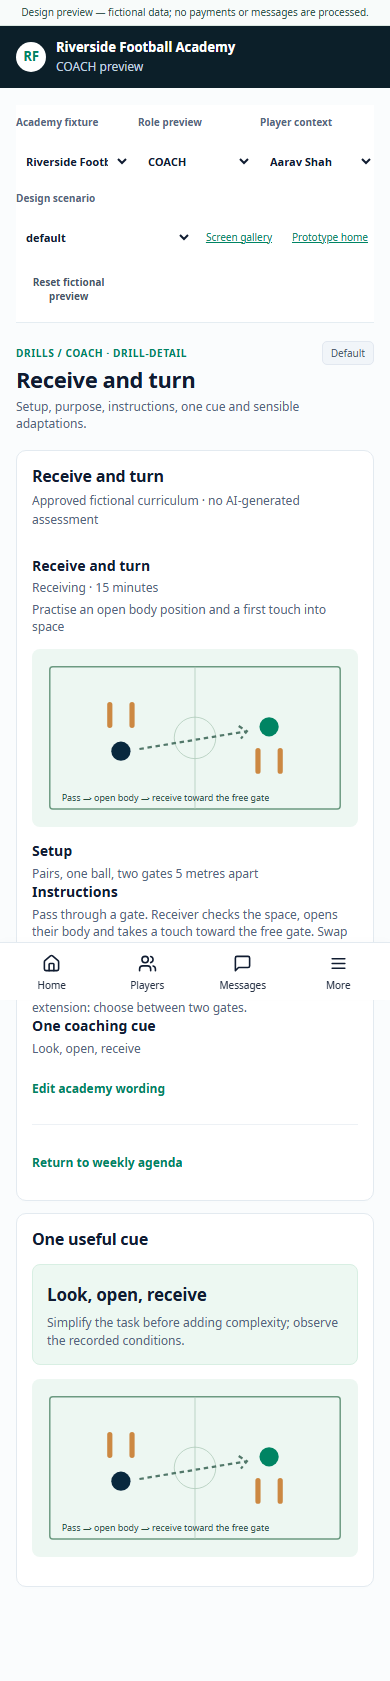 Design preview — fictional data; no payments or messages are processed.
RF
Riverside Football Academy
COACH preview
Academy fixture
Role preview
Player context
Riverside Foot
COACH
Aarav Shah
Design scenario
default
Screen gallery
Prototype home
Reset fictional
preview
DRILLS / COACH · DRILL-DETAIL
Default
Receive and turn
Setup, purpose, instructions, one cue and sensible
adaptations.
Receive and turn
Approved fictional curriculum · no AI-generated
assessment
Receive and turn
Receiving · 15 minutes
Practise an open body position and a first touch into
space
Pass → open body → receive toward the free gate
Setup
Pairs, one ball, two gates 5 metres apart
Instructions
Pass through a gate. Receiver checks the space, opens
their body and takes a touch toward the free gate. Swap
Home
Players
Messages
More
extension: choose between two gates.
One coaching cue
Look, open, receive
Edit academy wording
Return to weekly agenda
One useful cue
Look, open, receive
Simplify the task before adding complexity; observe
the recorded conditions.
Pass → open body → receive toward the free gate